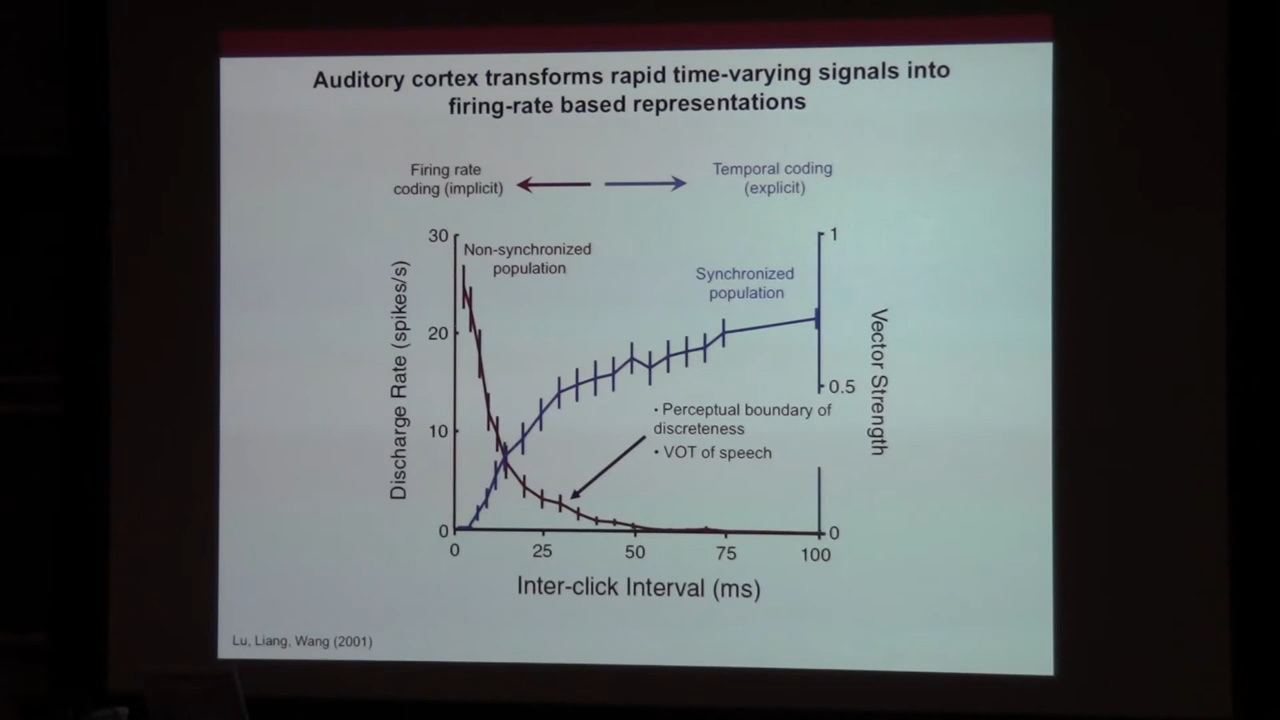 Auditory cortex transforms rapid time-varying signals into
firing-rate based representations
Firing rate
coding (implicit)
Temporal coding
(explicit)
30
20
10
0
Discharge Rate (spikes/s)
Non-synchronized
population
Synchronized
population
1
0.5
0
Vector Strength
• Perceptual boundary of
discreteness
• VOT of speech
0 25 50 75 100
Inter-click Interval (ms)
Lu, Liang, Wang (2001)